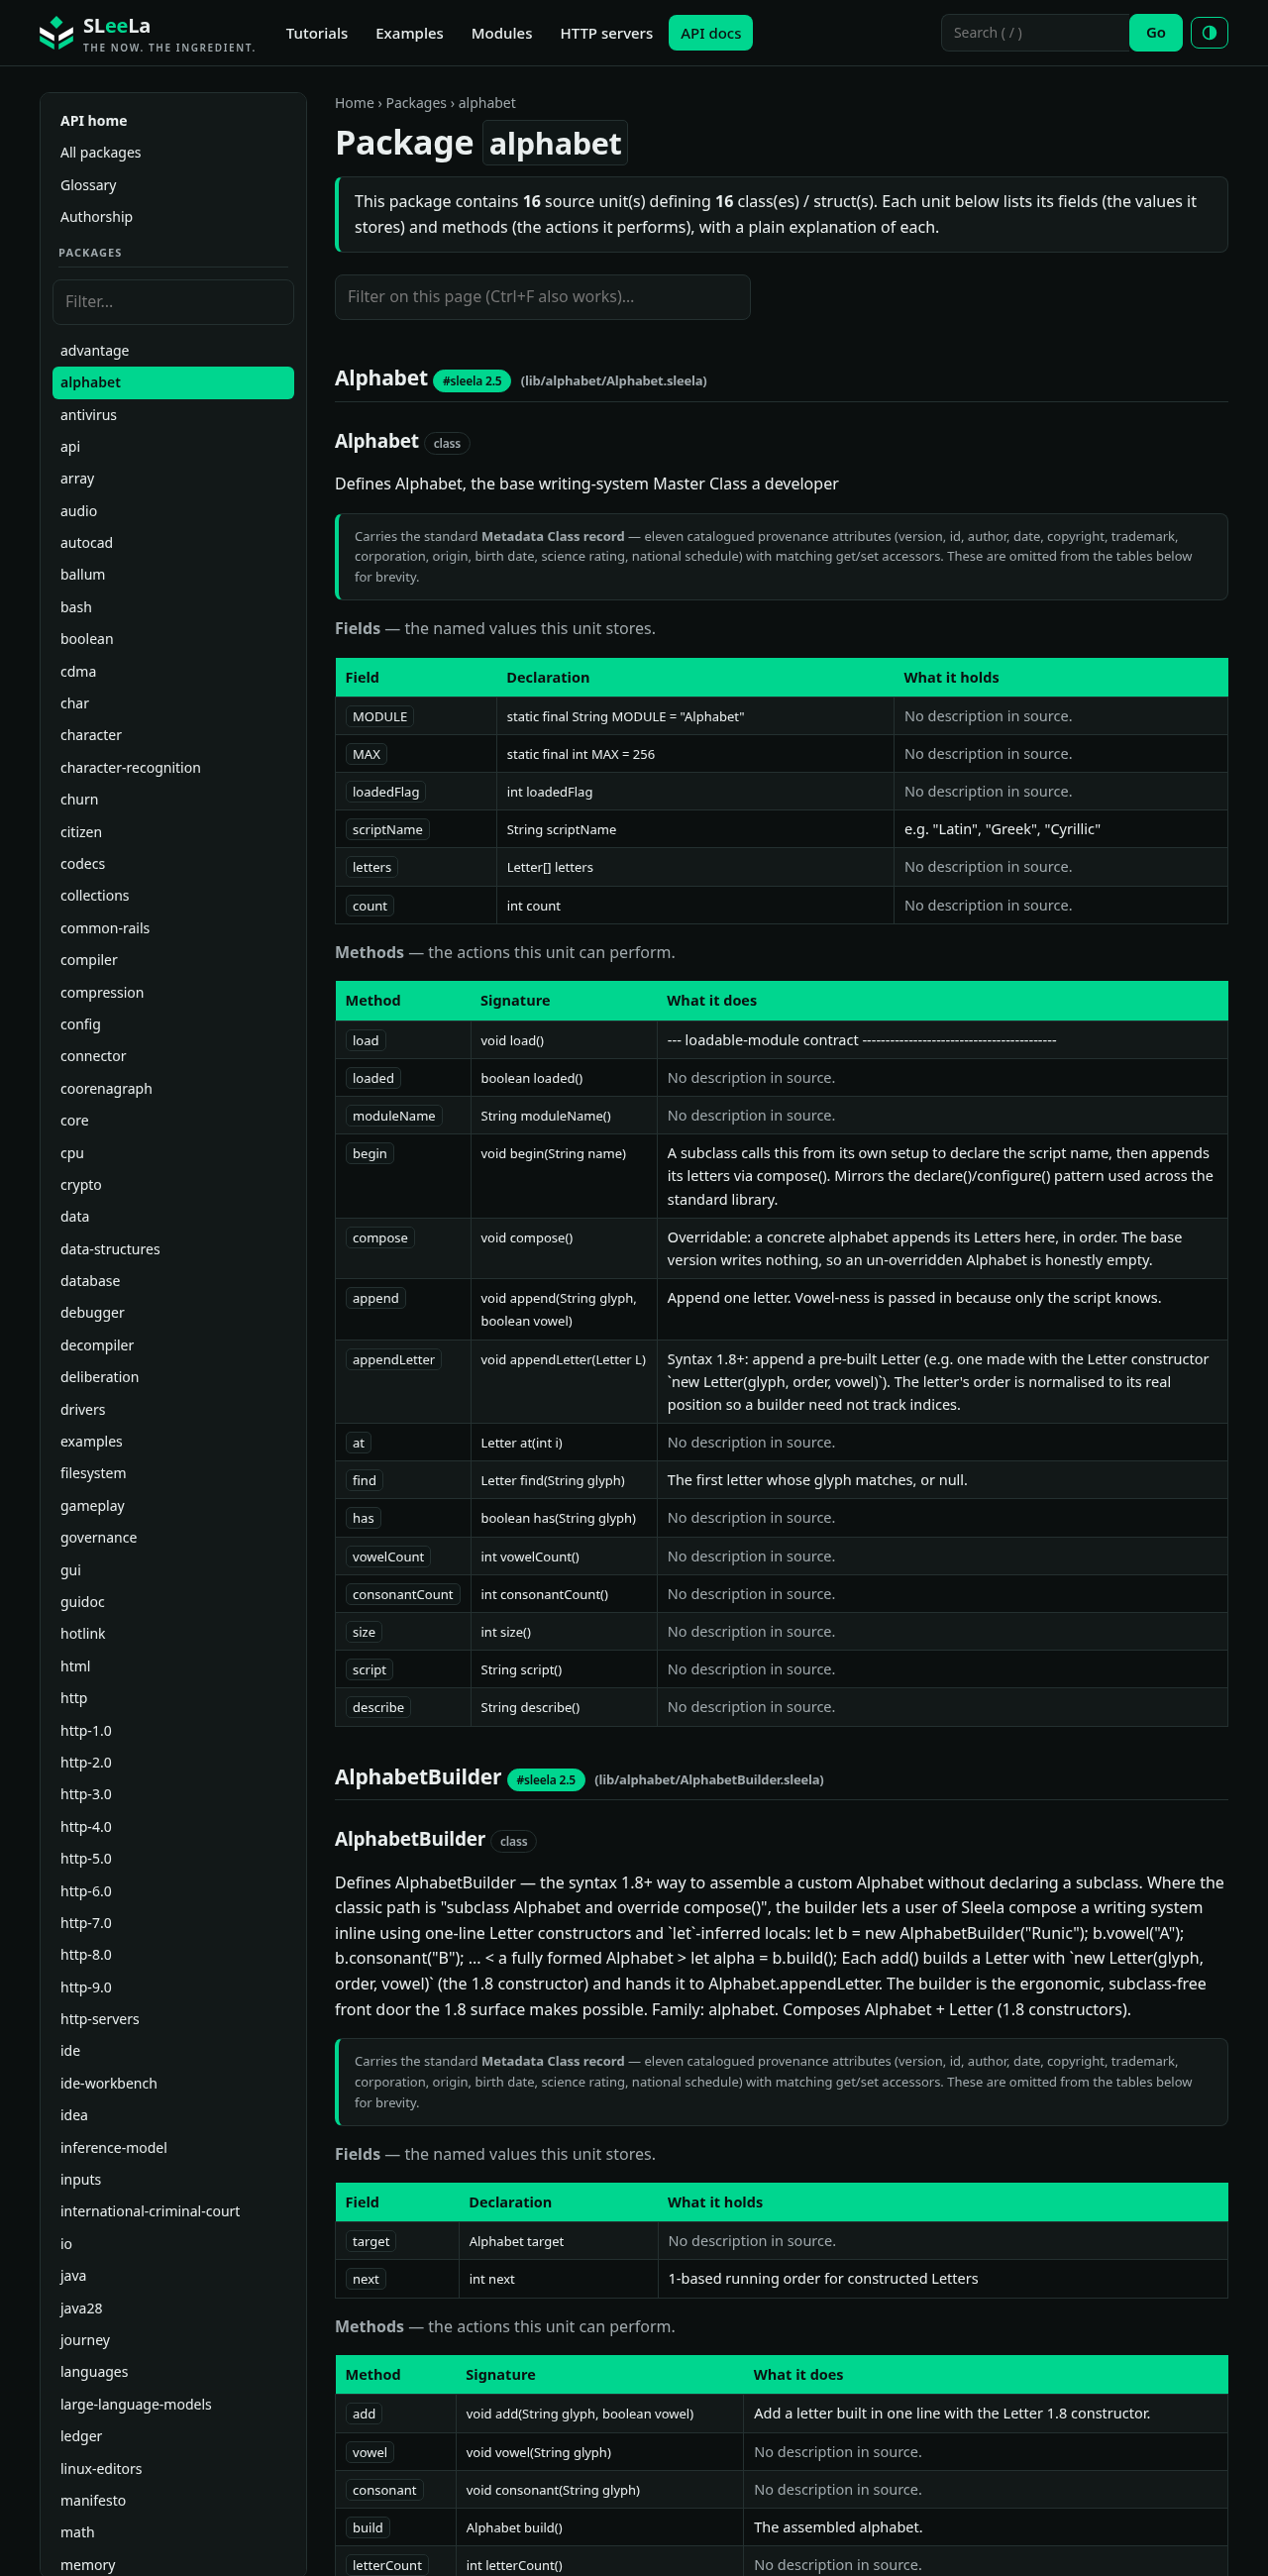 SLeeLa
THE NOW. THE INGREDIENT.
Tutorials
Examples
Modules
HTTP servers
API docs
Search ( / )
Go
API home
All packages
Glossary
Authorship
PACKAGES
Filter...
advantage
alphabet
antivirus
api
array
audio
autocad
ballum
bash
boolean
cdma
char
character
character-recognition
churn
citizen
codecs
collections
common-rails
compiler
compression
config
connector
coorenagraph
core
cpu
crypto
data
data-structures
database
debugger
decompiler
deliberation
drivers
examples
filesystem
gameplay
governance
gui
guidoc
hotlink
html
http
http-1.0
http-2.0
http-3.0
http-4.0
http-5.0
http-6.0
http-7.0
http-8.0
http-9.0
http-servers
ide
ide-workbench
idea
inference-model
inputs
international-criminal-court
io
java
java28
journey
languages
large-language-models
ledger
linux-editors
manifesto
math
memory
Home › Packages › alphabet
Package alphabet
This package contains 16 source unit(s) defining 16 class(es) / struct(s). Each unit below lists its fields (the values it
stores) and methods (the actions it performs), with a plain explanation of each.
Filter on this page (Ctrl+F also works)...
Alphabet #sleela 2.5 (lib/alphabet/Alphabet.sleela)
Alphabet class
Defines Alphabet, the base writing-system Master Class a developer
Carries the standard Metadata Class record — eleven catalogued provenance attributes (version, id, author, date, copyright, trademark,
corporation, origin, birth date, science rating, national schedule) with matching get/set accessors. These are omitted from the tables below
for brevity.
Fields — the named values this unit stores.
Field Declaration What it holds
MODULE static final String MODULE = "Alphabet" No description in source.
MAX static final int MAX = 256 No description in source.
loadedFlag int loadedFlag No description in source.
scriptName String scriptName e.g. "Latin", "Greek", "Cyrillic"
letters Letter[] letters No description in source.
count int count No description in source.
Methods — the actions this unit can perform.
Method Signature What it does
load void load() --- loadable-module contract ------------------------------------------
loaded boolean loaded() No description in source.
moduleName String moduleName() No description in source.
begin void begin(String name) A subclass calls this from its own setup to declare the script name, then appends
its letters via compose(). Mirrors the declare()/configure() pattern used across the
standard library.
compose void compose() Overridable: a concrete alphabet appends its Letters here, in order. The base
version writes nothing, so an un-overridden Alphabet is honestly empty.
append void append(String glyph, Append one letter. Vowel-ness is passed in because only the script knows.
boolean vowel)
appendLetter void appendLetter(Letter L) Syntax 1.8+: append a pre-built Letter (e.g. one made with the Letter constructor
`new Letter(glyph, order, vowel)`). The letter's order is normalised to its real
position so a builder need not track indices.
at Letter at(int i) No description in source.
find Letter find(String glyph) The first letter whose glyph matches, or null.
has boolean has(String glyph) No description in source.
vowelCount int vowelCount() No description in source.
consonantCount int consonantCount() No description in source.
size int size() No description in source.
script String script() No description in source.
describe String describe() No description in source.
AlphabetBuilder #sleela 2.5 (lib/alphabet/AlphabetBuilder.sleela)
AlphabetBuilder class
Defines AlphabetBuilder — the syntax 1.8+ way to assemble a custom Alphabet without declaring a subclass. Where the
classic path is "subclass Alphabet and override compose()", the builder lets a user of Sleela compose a writing system
inline using one-line Letter constructors and `let`-inferred locals: let b = new AlphabetBuilder("Runic"); b.vowel("A");
b.consonant("B"); ... < a fully formed Alphabet > let alpha = b.build(); Each add() builds a Letter with `new Letter(glyph,
order, vowel)` (the 1.8 constructor) and hands it to Alphabet.appendLetter. The builder is the ergonomic, subclass-free
front door the 1.8 surface makes possible. Family: alphabet. Composes Alphabet + Letter (1.8 constructors).
Carries the standard Metadata Class record — eleven catalogued provenance attributes (version, id, author, date, copyright, trademark,
corporation, origin, birth date, science rating, national schedule) with matching get/set accessors. These are omitted from the tables below
for brevity.
Fields — the named values this unit stores.
Field Declaration What it holds
target Alphabet target No description in source.
next int next 1-based running order for constructed Letters
Methods — the actions this unit can perform.
Method Signature What it does
add void add(String glyph, boolean vowel) Add a letter built in one line with the Letter 1.8 constructor.
vowel void vowel(String glyph) No description in source.
consonant void consonant(String glyph) No description in source.
build Alphabet build() The assembled alphabet.
letterCount int letterCount() No description in source.